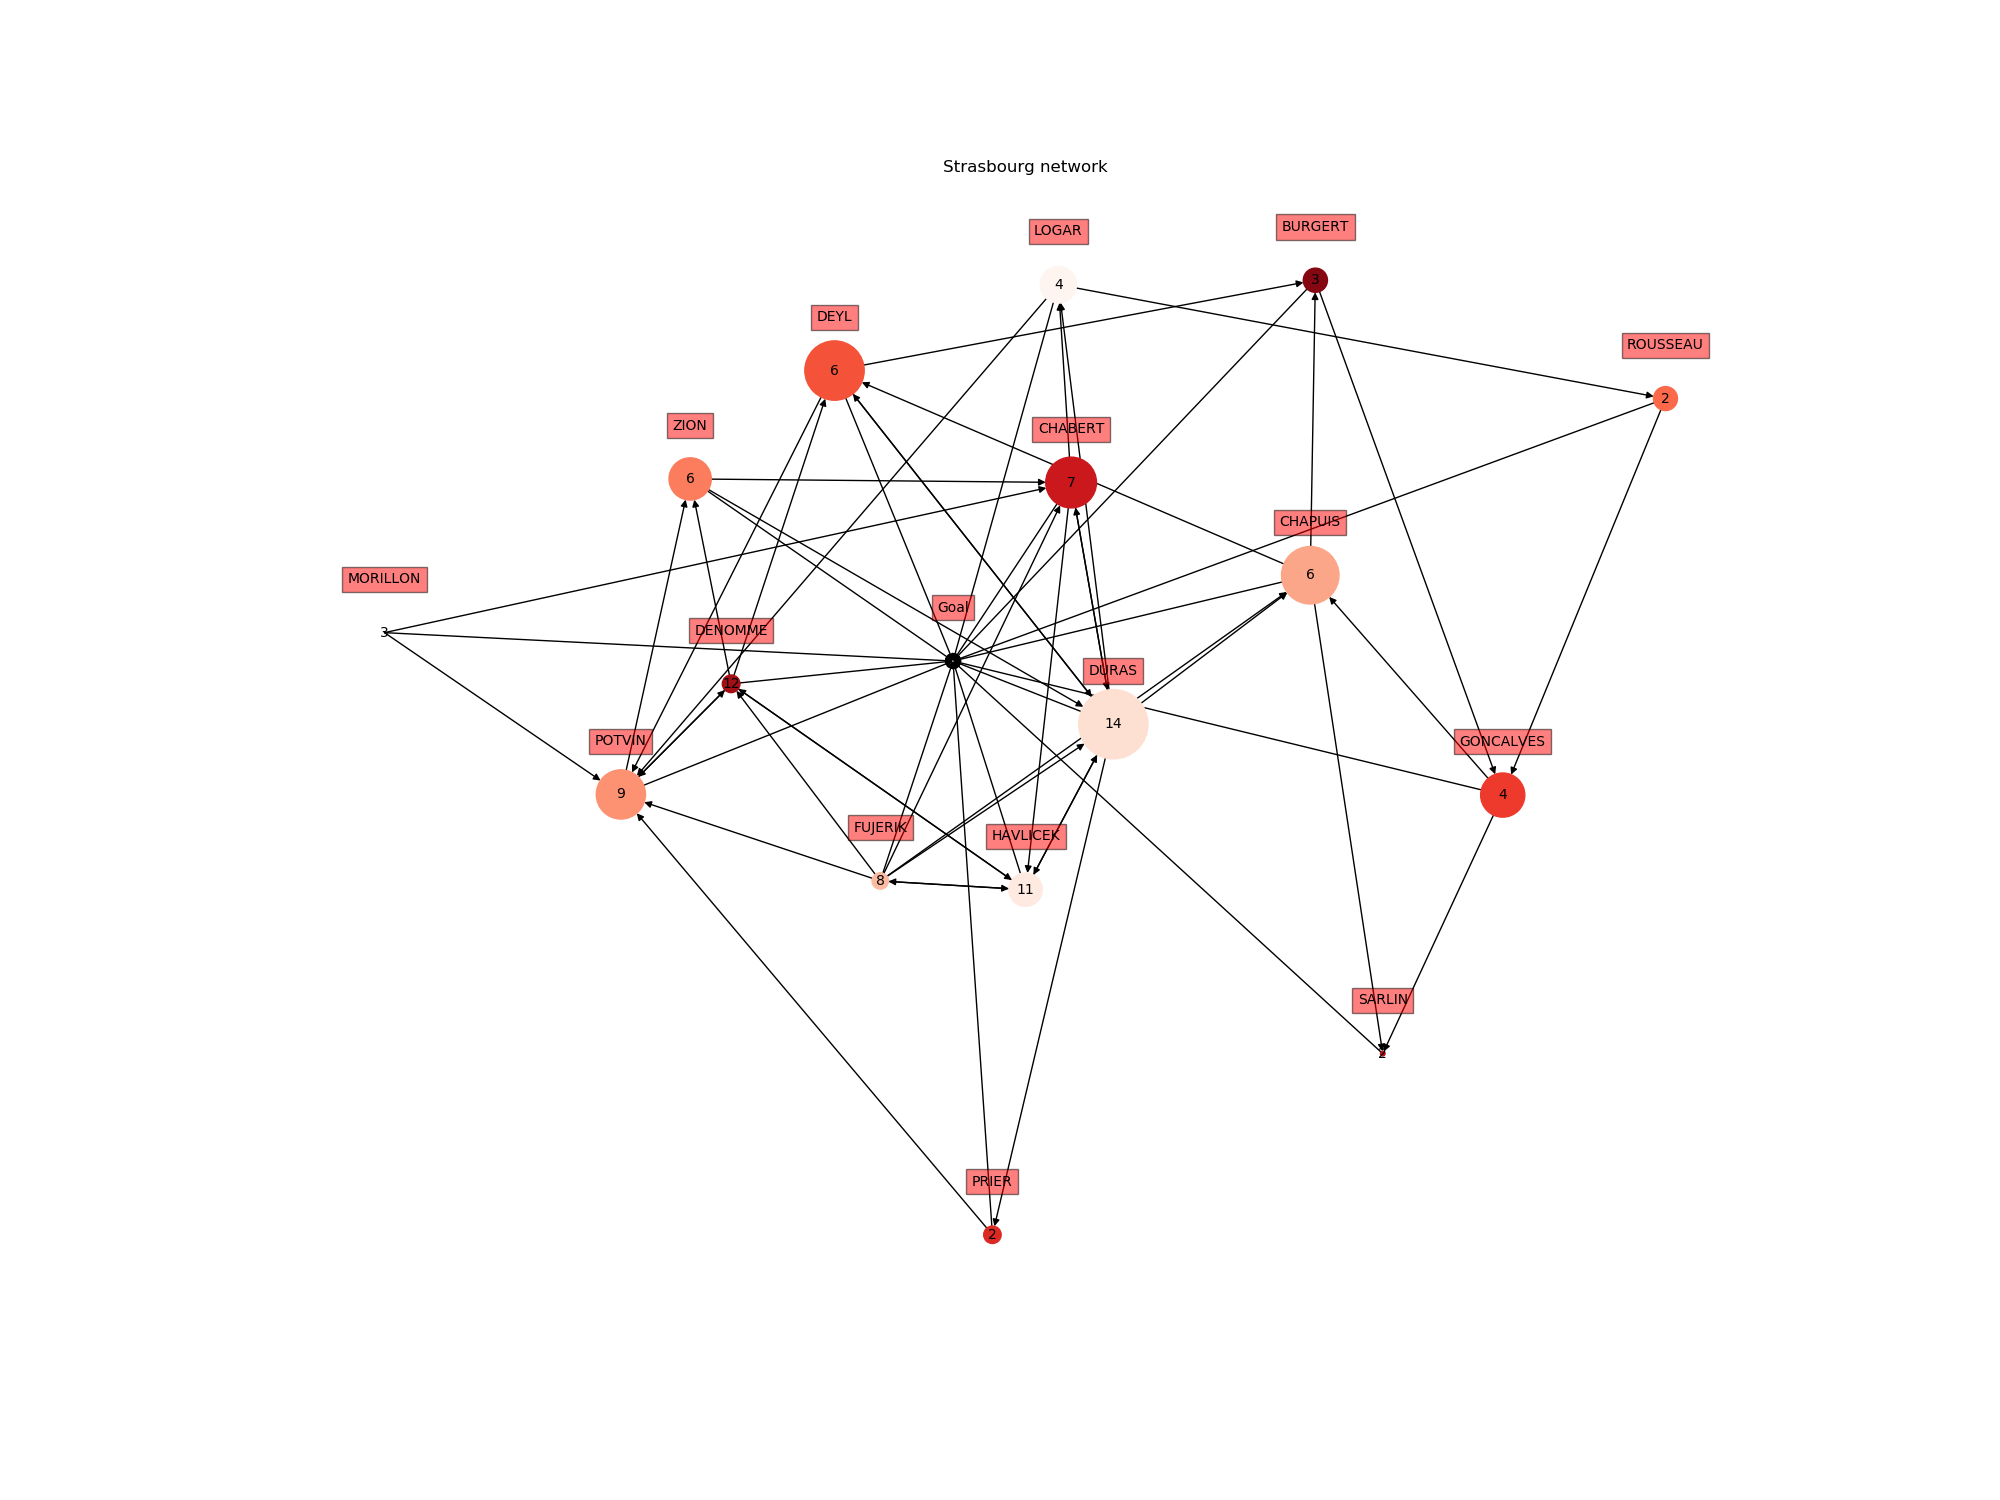 Strasbourg network
BURGERT
LOGAR
3
4
DEYL
ROUSSEAU
6
2
ZION
CHABERT
6
7
CHAPUIS
6
MORILLON
Goal
3
DENOMME
12
DURAS
14
POTVIN
GONCALVES
9
4
FUJERIK
HAVLICEK
8
11
SARLIN
2
PRIER
2